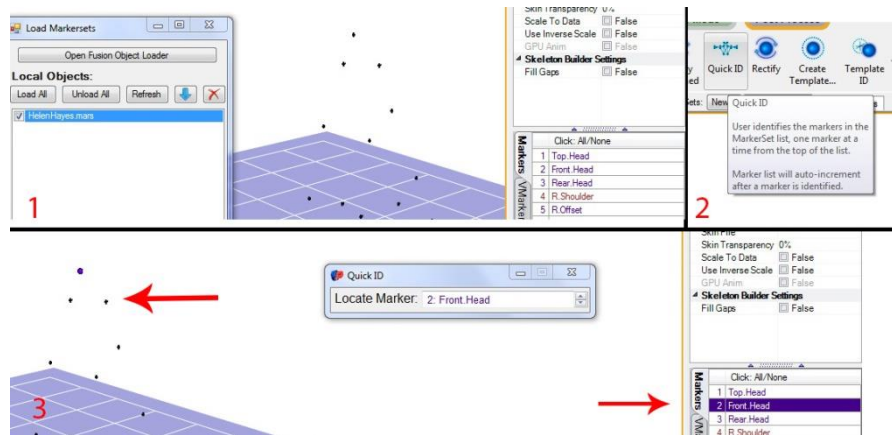 Load Markersets
Open Fusion Object Loader
Local Objects:
Load All Unload All Refresh
HelenHayes.mars
1
Skin Transparency 0%
Scale To Data False
Use Inverse Scale False
GPU Anim False
Skeleton Builder Settings
Fill Gaps False
Markers
Click: All/None
1 Top.Head
2 Front.Head
3 Rear.Head
4 R.Shoulder
5 R.Offset
Quick ID Rectify Create Template... Template ID
Quick ID
User identifies the markers in the
MarkerSet list, one marker at a
time from the top of the list.
Marker list will auto-increment
after a marker is identified.
2
Quick ID
Locate Marker: 2: Front.Head
3
Skin Transparency 0%
Scale To Data False
Use Inverse Scale False
GPU Anim False
Skeleton Builder Settings
Fill Gaps False
Markers
Click: All/None
1 Top.Head
2 Front.Head
3 Rear.Head
4 R.Shoulder